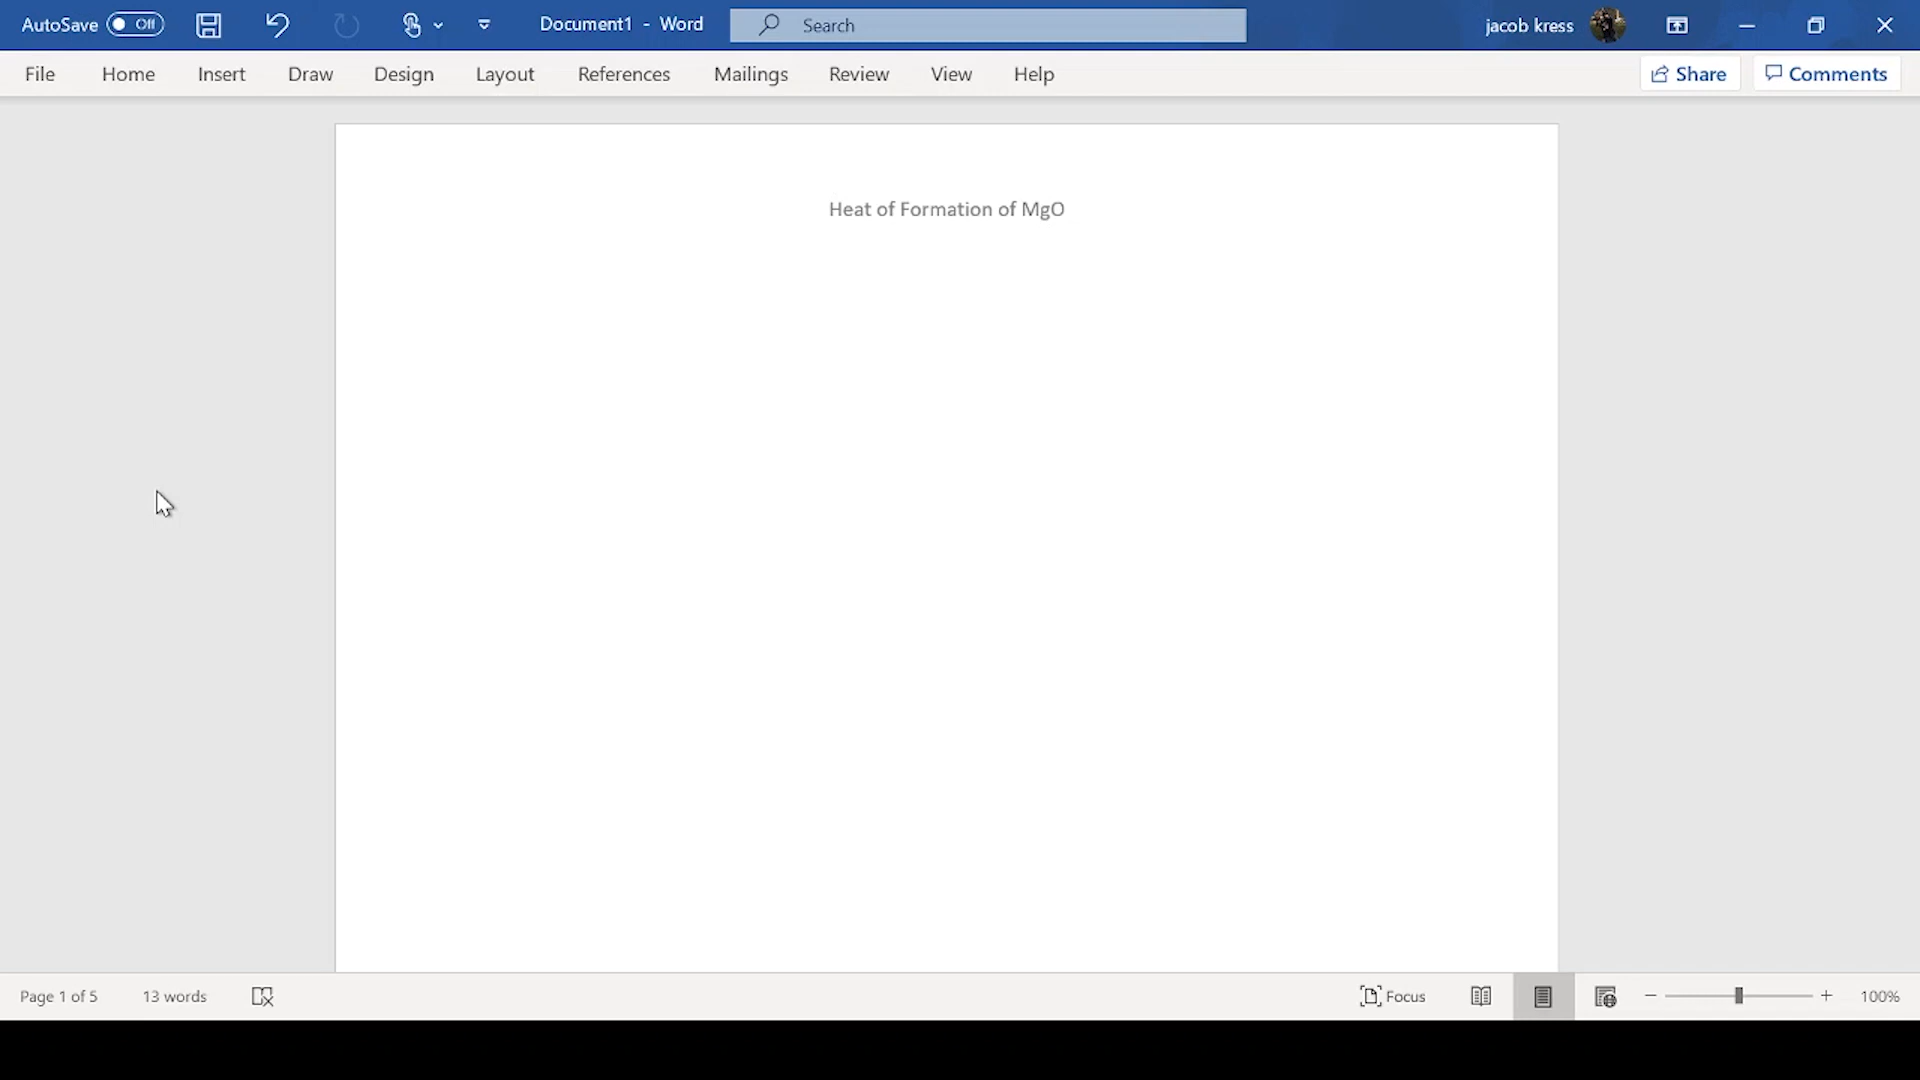 AutoSave Off Document1 - Word Search jacob kress
File Home Insert Draw Design Layout References Mailings Review View Help Share Comments
Heat of Formation of MgO
Page 1 of 5 13 words Focus 100%